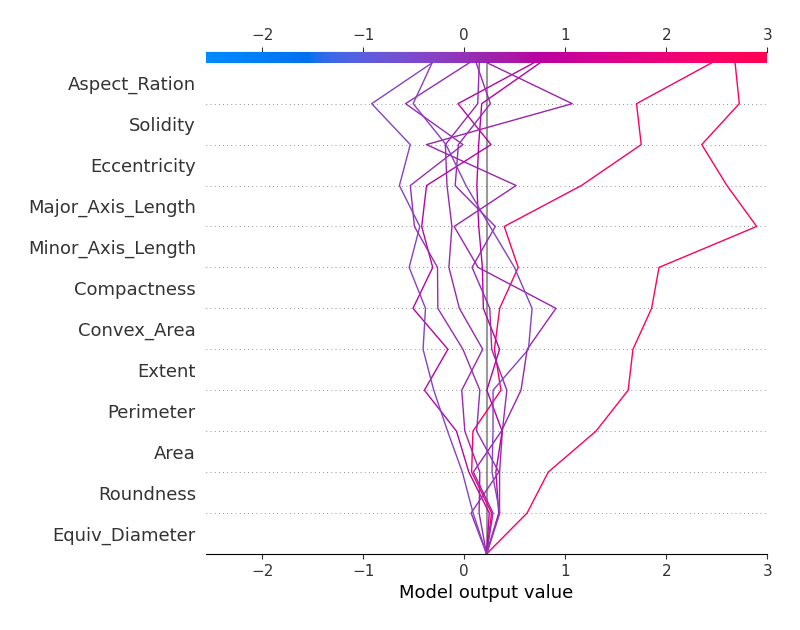 −2 −1 0 1 2 3
Aspect_Ration
Solidity
Eccentricity
Major_Axis_Length
Minor_Axis_Length
Compactness
Convex_Area
Extent
Perimeter
Area
Roundness
Equiv_Diameter
−2 −1 0 1 2 3
Model output value